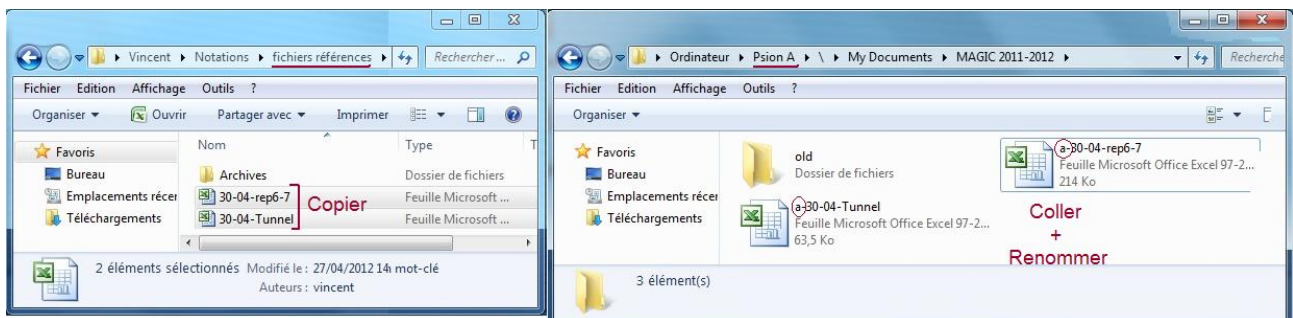 Vincent ▸ Notations ▸ fichiers références ▸ Rechercher ...
Fichier Edition Affichage Outils ?
Organiser Ouvrir Partager avec Imprimer
Favoris
Bureau
Emplacements récer
Téléchargements
Nom Type T
Archives Dossier de fichiers
30-04-rep6-7 Feuille Microsoft ...
30-04-Tunnel Feuille Microsoft ...
Copier
2 éléments sélectionnés Modifié le : 27/04/2012 14h mot-clé
Auteurs : vincent
Ordinateur ▸ Psion A ▸ \ ▸ My Documents ▸ MAGIC 2011-2012 ▸ Recherche
Fichier Edition Affichage Outils ?
Organiser
Favoris
Bureau
Emplacements récer
Téléchargements
old
Dossier de fichiers
a-30-04-rep6-7
Feuille Microsoft Office Excel 97-2...
214 Ko
a-30-04-Tunnel
Feuille Microsoft Office Excel 97-2...
63,5 Ko
Coller
+
Renommer
3 élément(s)